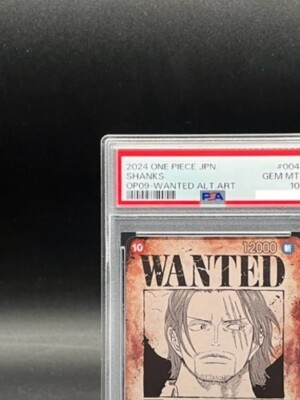 2024 ONE PIECE JPN. #004
SHANKS GEM MT
OP09-WANTED ALT.ART 10
PSA
10 12000
WANTED